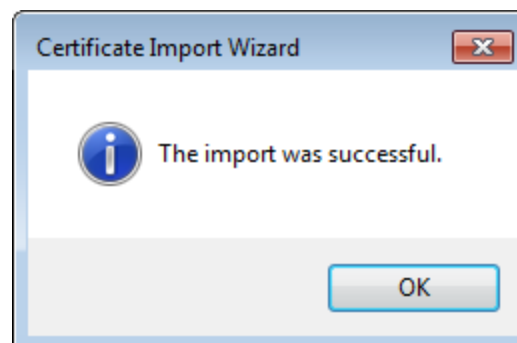 Certificate Import Wizard
The import was successful.
OK